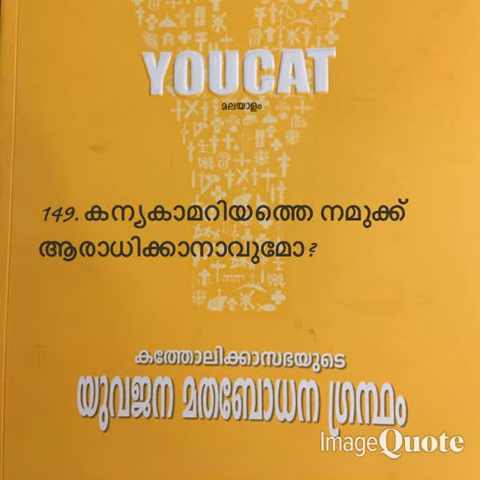 YOUCAT
മലയാളം
149. കന്യകാമറിയത്തെ നമുക്ക്
ആരാധിക്കാനാവുമോ?
കത്തോലിക്കാസഭയുടെ
യുവജന മതബോധന ഗ്രന്ഥം
ImageQuote